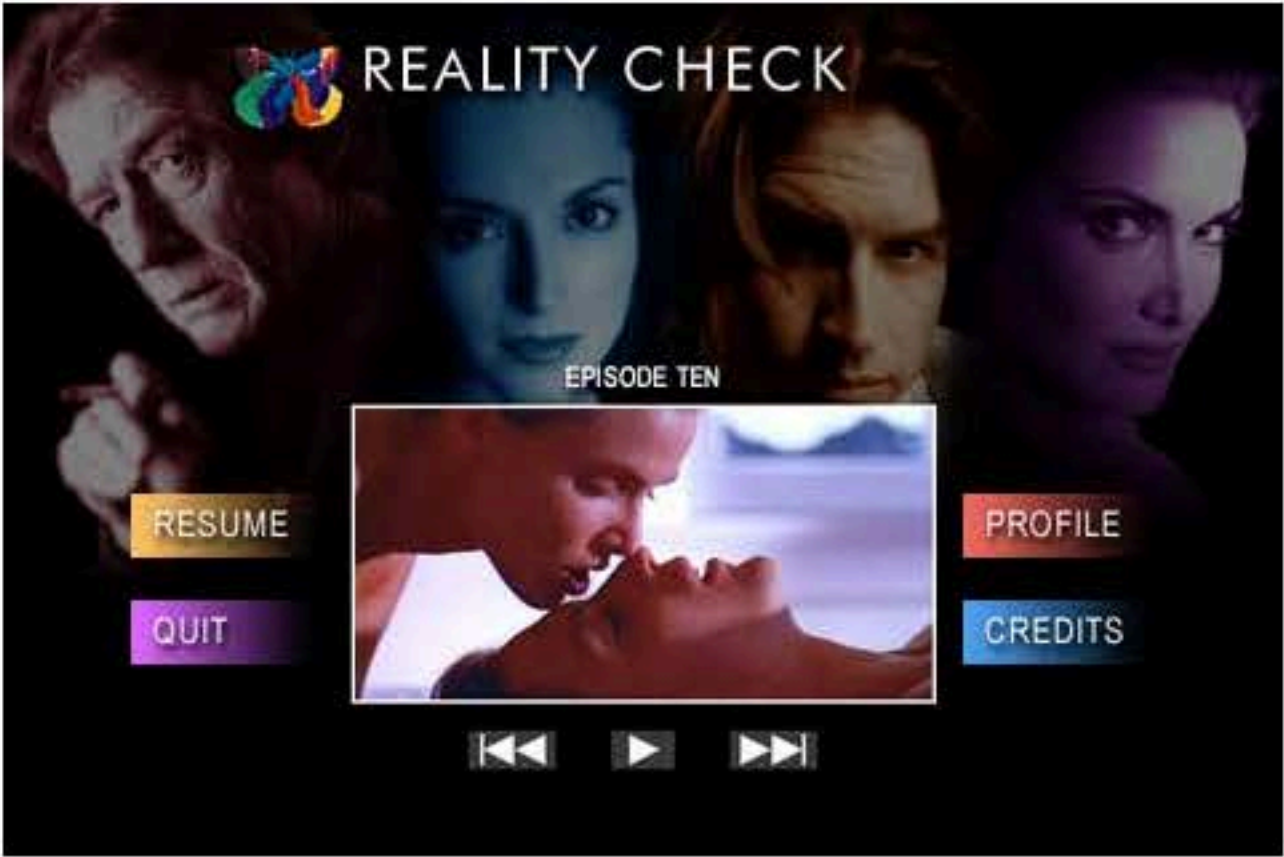 REALITY CHECK
EPISODE TEN
RESUME
PROFILE
QUIT
CREDITS